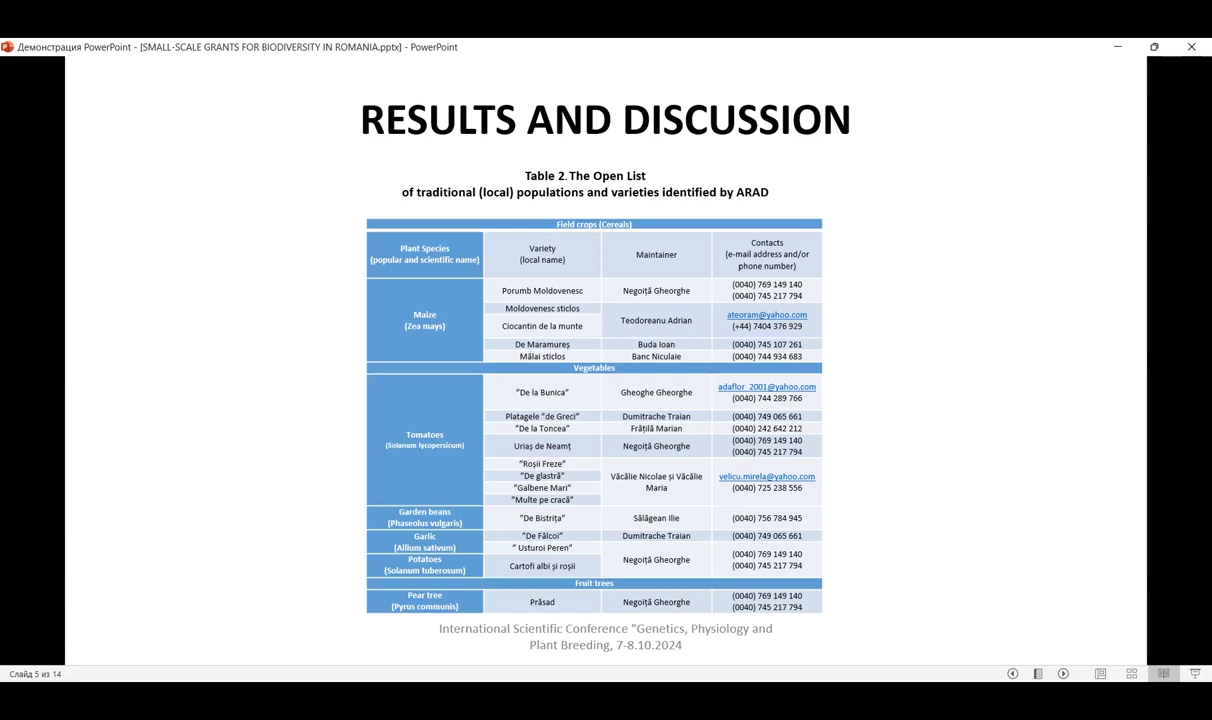 Демонстрация PowerPoint - [SMALL-SCALE GRANTS FOR BIODIVERSITY IN ROMANIA.pptx] - PowerPoint
RESULTS AND DISCUSSION
Table 2. The Open List
of traditional (local) populations and varieties identified by ARAD
Field crops (Cereals)
Plant Species
(popular and scientific name)
Variety
(local name)
Maintainer
Contacts
(e-mail address and/or
phone number)
Maize
(Zea mays)
Porumb Moldovenesc
Negoiță Gheorghe
(0040) 769 149 140
(0040) 745 217 794
Moldovenesc sticlos
Ciocantin de la munte
Teodoreanu Adrian
ateoram@yahoo.com
(+44) 7404 376 929
De Maramureș
Buda Ioan
(0040) 745 107 261
Mălai sticlos
Banc Niculaie
(0040) 744 934 683
Vegetables
Tomatoes
(Solanum lycopersicum)
"De la Bunica"
Gheoghe Gheorghe
adaflor_2001@yahoo.com
(0040) 744 289 766
Platagele "de Greci"
Dumitrache Traian
(0040) 749 065 661
"De la Toncea"
Frățilă Marian
(0040) 242 642 212
Uriaș de Neamț
Negoiță Gheorghe
(0040) 769 149 140
(0040) 745 217 794
"Roșii Freze"
"De glastră"
"Galbene Mari"
"Multe pe cracă"
Văcălie Nicolae și Văcălie
Maria
velicu.mirela@yahoo.com
(0040) 725 238 556
Garden beans
(Phaseolus vulgaris)
"De Bistrița"
Sălăgean Ilie
(0040) 756 784 945
Garlic
(Allium sativum)
"De Fălcoi"
Dumitrache Traian
(0040) 749 065 661
" Usturoi Peren"
Negoiță Gheorghe
(0040) 769 149 140
(0040) 745 217 794
Potatoes
(Solanum tuberosum)
Cartofi albi și roșii
Fruit trees
Pear tree
(Pyrus communis)
Prăsad
Negoiță Gheorghe
(0040) 769 149 140
(0040) 745 217 794
International Scientific Conference "Genetics, Physiology and
Plant Breeding, 7-8.10.2024
Слайд 5 из 14